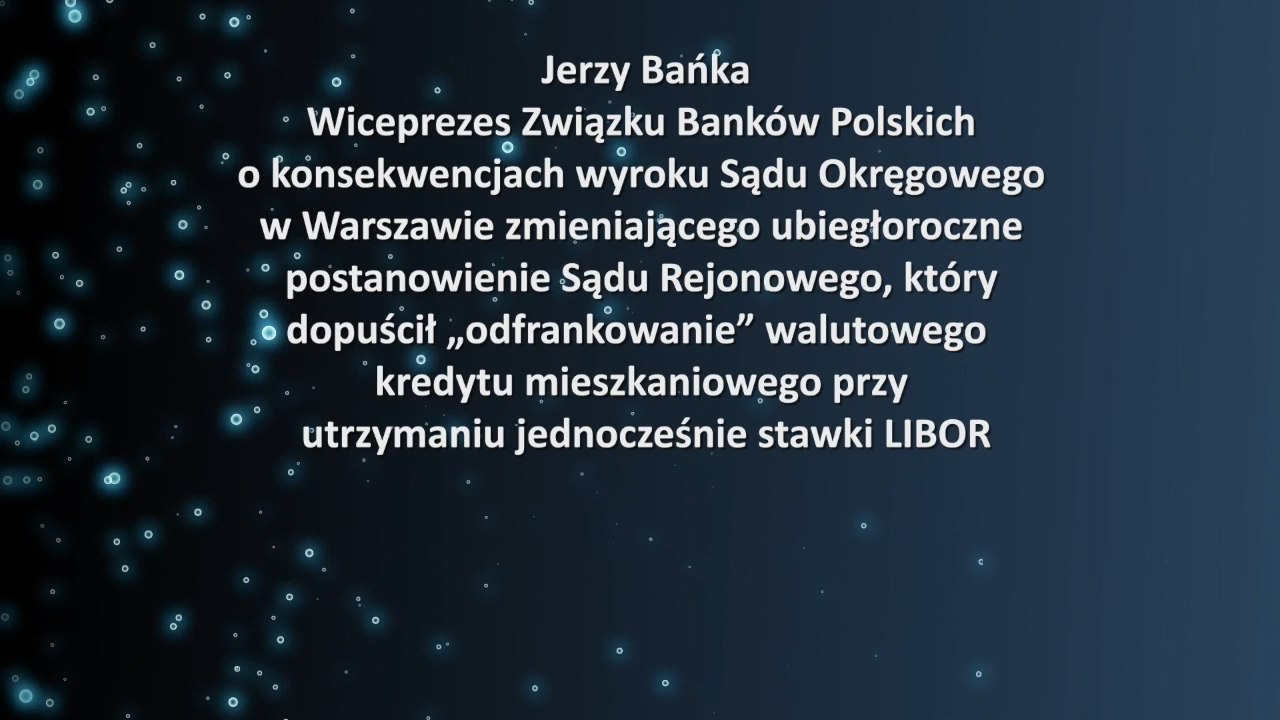 Jerzy Bańka
Wiceprezes Związku Banków Polskich
o konsekwencjach wyroku Sądu Okręgowego
w Warszawie zmieniającego ubiegłoroczne
postanowienie Sądu Rejonowego, który
dopuścił „odfrankowanie” walutowego
kredytu mieszkaniowego przy
utrzymaniu jednocześnie stawki LIBOR